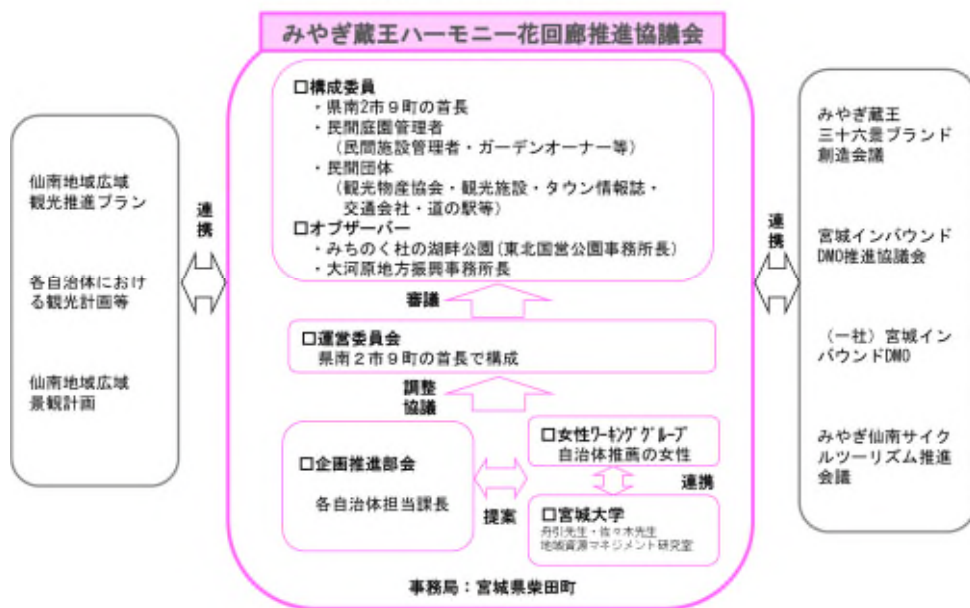 みやぎ蔵王ハーモニー花回廊推進協議会
□構成委員
・県南2市9町の首長
・民間庭園管理者
(民間施設管理者・ガーデンオーナー等)
・民間団体
(観光物産協会・観光施設・タウン情報誌・
交通会社・道の駅等)
□オブザーバー
・みちのく杜の湖畔公園(東北国営公園事務所長)
・大河原地方振興事務所長
審議
□運営委員会
県南2市9町の首長で構成
調整
協議
□企画推進部会
各自治体担当課長
提案
□女性ワーキンググループ
自治体推薦の女性
連携
□宮城大学
舟引先生・佐々木先生
地域資源マネジメント研究室
事務局:宮城県柴田町
仙南地域広域
観光推進プラン
各自治体におけ
る観光計画等
仙南地域広域
景観計画
連携
連携
みやぎ蔵王
三十六景ブランド
創造会議
宮城インバウンド
DMO推進協議会
(一社)宮城イン
バウンドDMO
みやぎ仙南サイク
ルツーリズム推進
会議